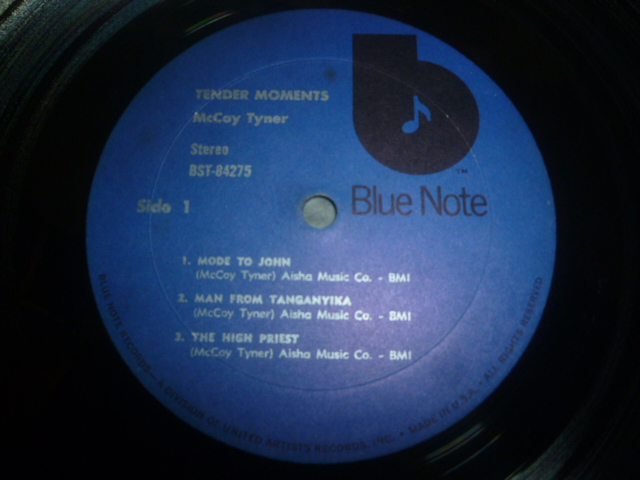 TENDER MOMENTS
McCoy Tyner
Stereo
BST-84275
Side 1
b
TM
Blue Note
1. MODE TO JOHN
(McCoy Tyner) Aisha Music Co. - BMI
2. MAN FROM TANGANYIKA
(McCoy Tyner) Aisha Music Co. - BMI
3. THE HIGH PRIEST
(McCoy Tyner) Aisha Music Co. - BMI
BLUE NOTE RECORDS—A DIVISION OF UNITED ARTISTS RECORDS, INC. • MADE IN U.S.A. • ALL RIGHTS RESERVED